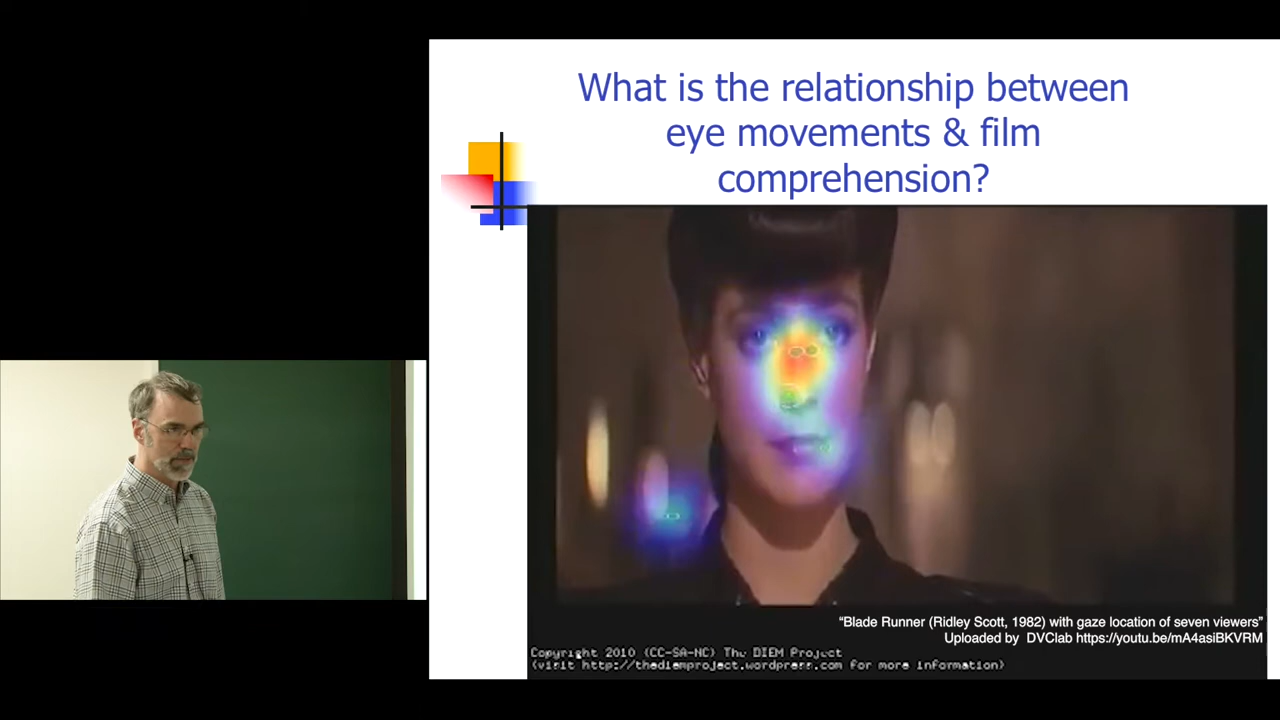 What is the relationship between
eye movements & film
comprehension?
“Blade Runner (Ridley Scott, 1982) with gaze location of seven viewers”
Uploaded by DVClab https://youtu.be/mA4asiBKVRM
Copyright 2010 (CC-SA-NC) The DIEM Project
(visit http://thediemproject.wordpress.com for more information)